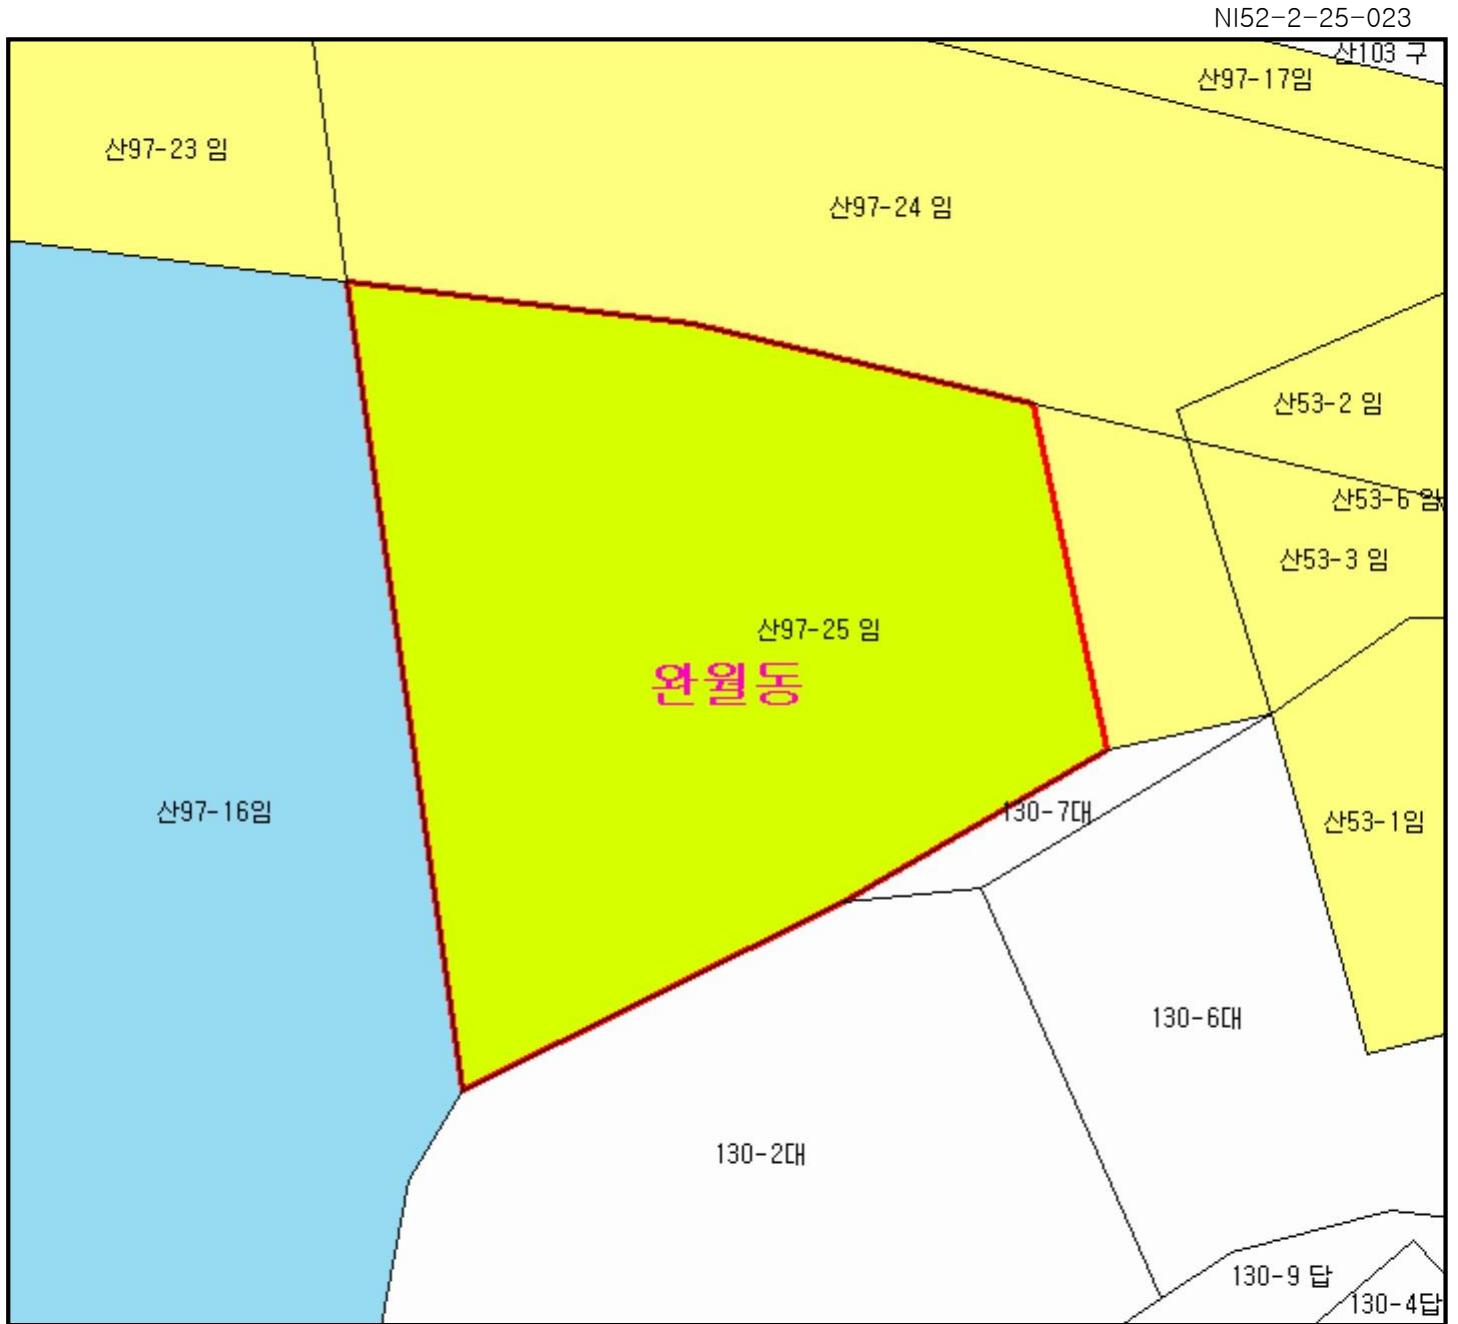 NI52-2-25-023
산103 구
산97-17임
산97-23 임
산97-24 임
산53-2 임
산53-6 임
산53-3 임
산97-25 임
완월동
산97-16임
130-7대
산53-1임
130-6대
130-2대
130-9 답
130-4답